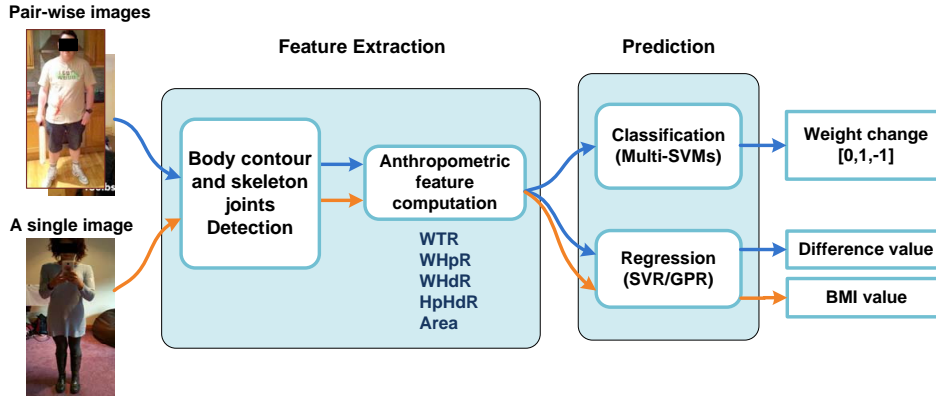 Pair-wise images
Feature Extraction
Prediction
Body contour
and skeleton
joints
Detection
Anthropometric
feature
computation
WTR
WHpR
WHdR
HpHdR
Area
Classification
(Multi-SVMs)
Weight change
[0,1,-1]
A single image
Regression
(SVR/GPR)
Difference value
BMI value